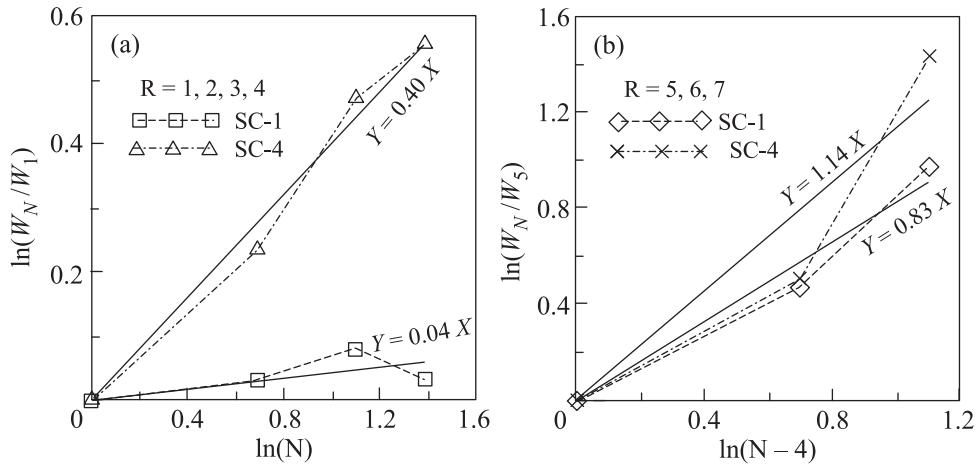 0.6
(a)
R = 1, 2, 3, 4
SC-1
SC-4
Y = 0.40 X
Y = 0.04 X
0.4
0.2
0
0.4
0.8
1.2
1.6
ln(W_N/W_1)
ln(N)
1.6
(b)
R = 5, 6, 7
SC-1
SC-4
Y = 1.14 X
Y = 0.83 X
1.2
0.8
0.4
0
0.4
0.8
1.2
ln(W_N/W_5)
ln(N – 4)